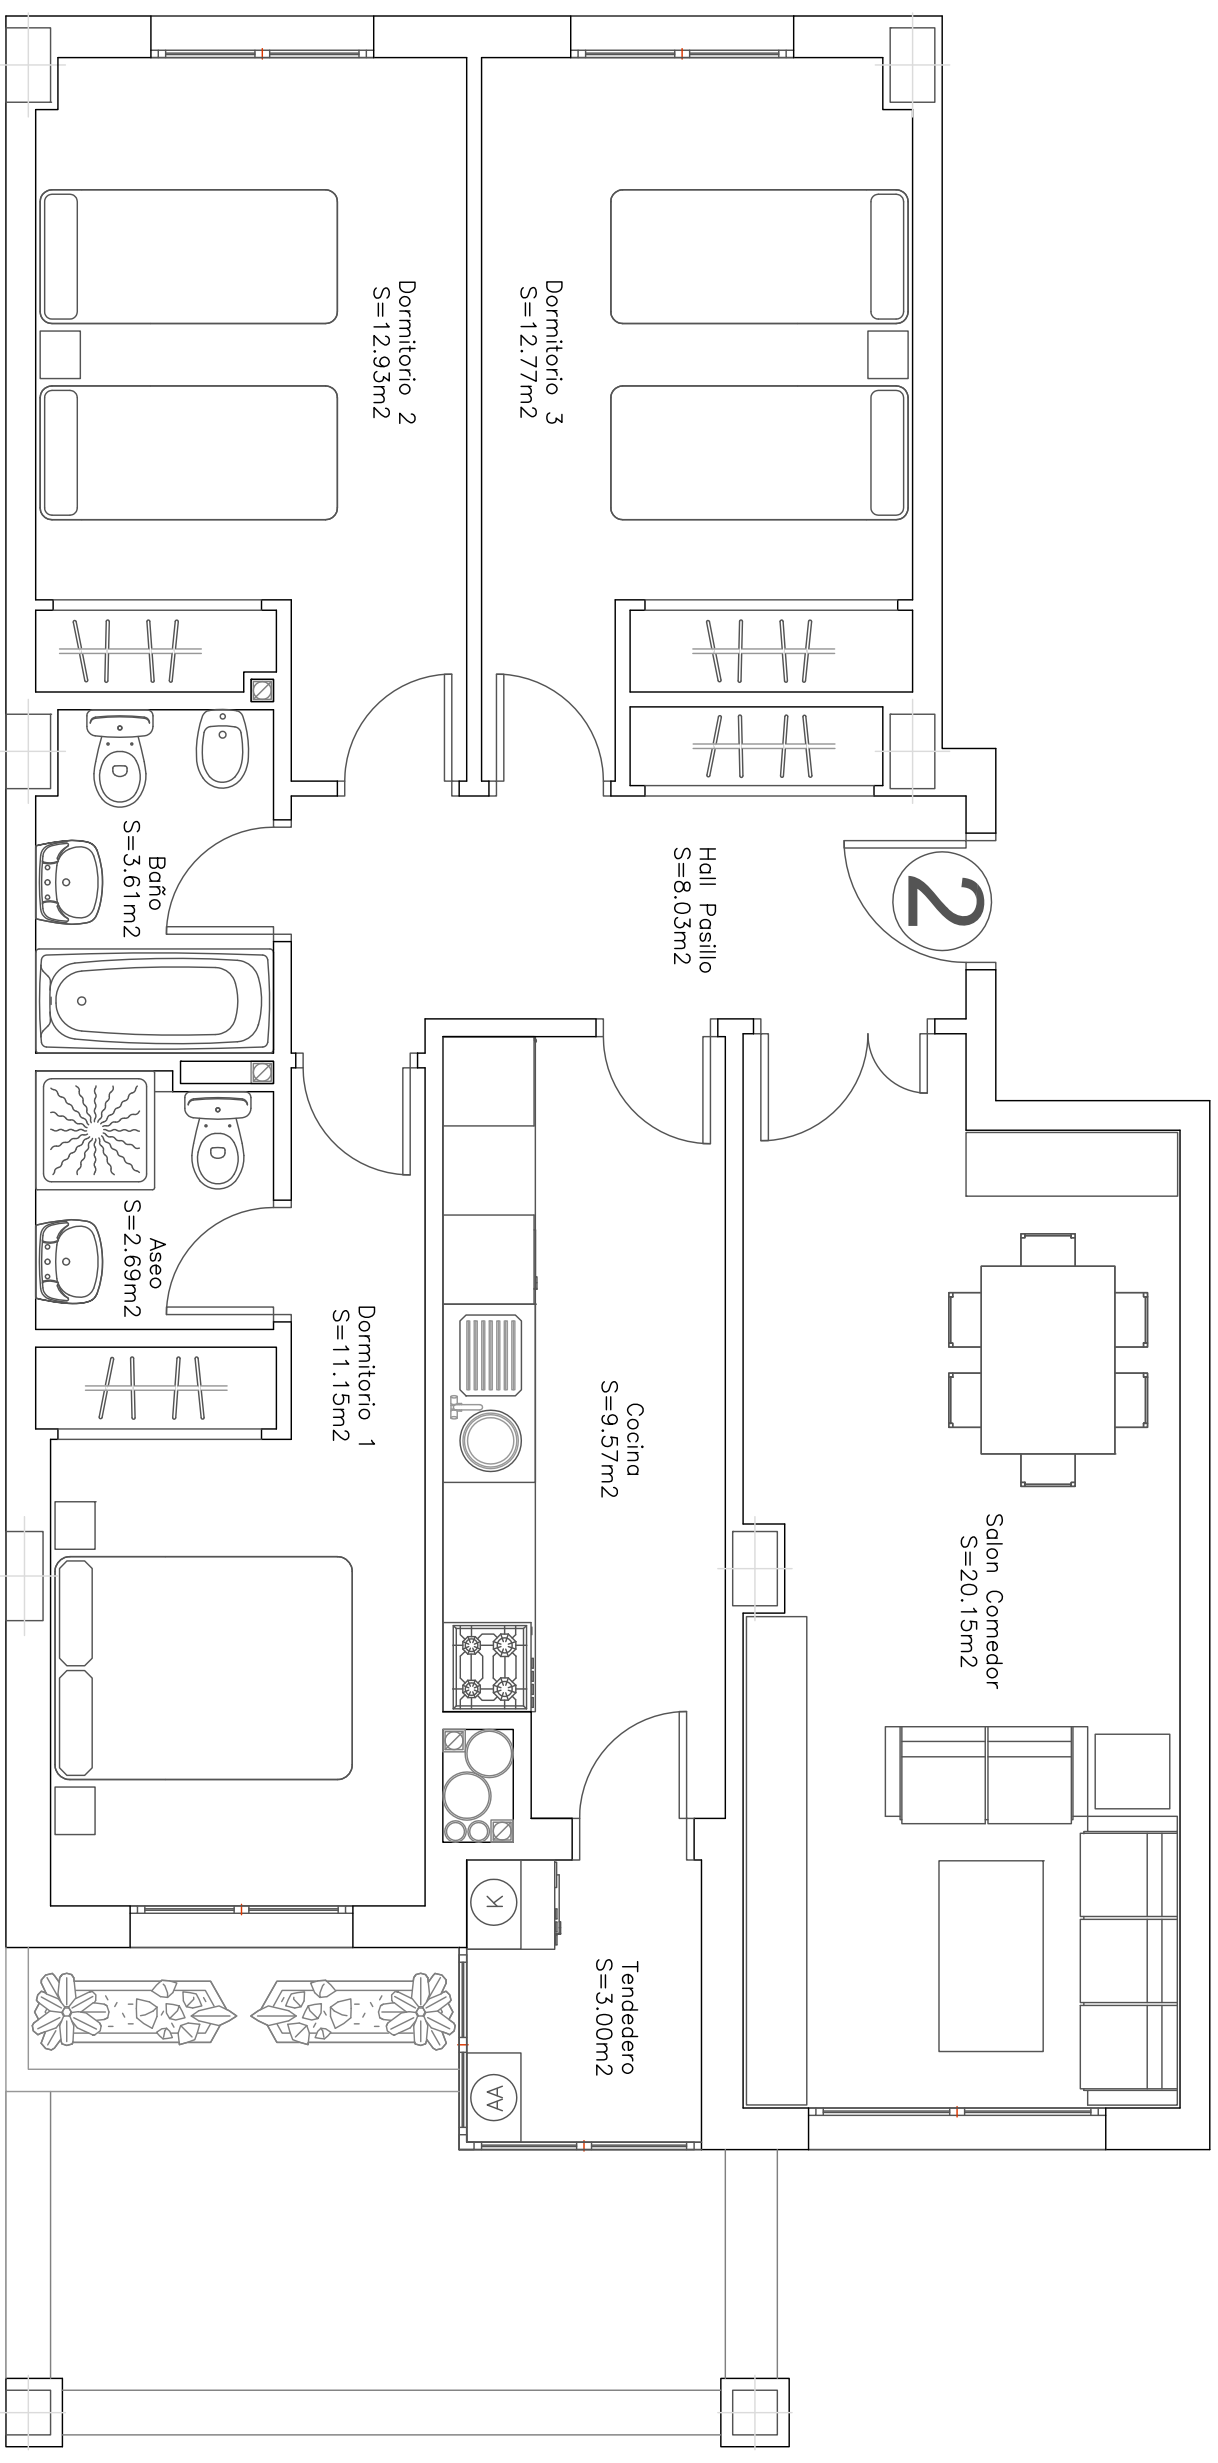 Dormitorio 2
S=12.93m2
Dormitorio 3
S=12.77m2
Baño
S=3.61m2
Hall Pasillo
S=8.03m2
2
Aseo
S=2.69m2
Dormitorio 1
S=11.15m2
Cocina
S=9.57m2
Salon Comedor
S=20.15m2
K
Tendedero
S=3.00m2
AA